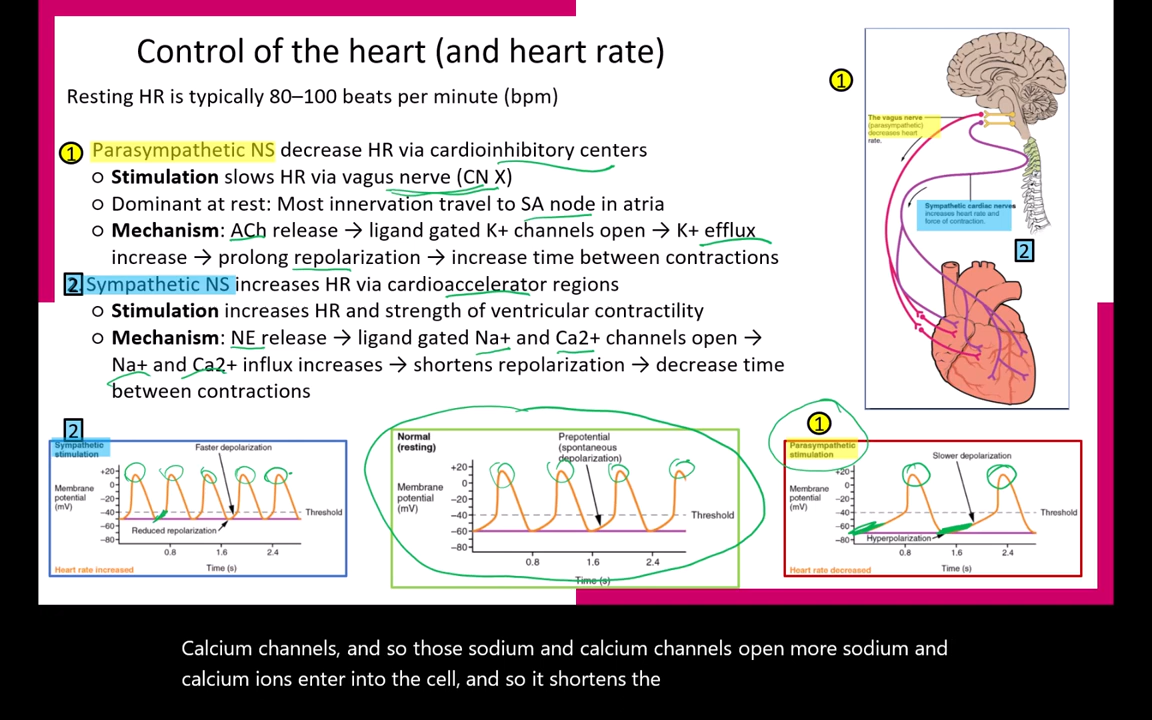 Control of the heart (and heart rate)
Resting HR is typically 80–100 beats per minute (bpm)
1 Parasympathetic NS decrease HR via cardioinhibitory centers
○ Stimulation slows HR via vagus nerve (CN X)
○ Dominant at rest: Most innervation travel to SA node in atria
○ Mechanism: ACh release → ligand gated K+ channels open → K+ efflux
increase → prolong repolarization → increase time between contractions
2 Sympathetic NS increases HR via cardioaccelerator regions
○ Stimulation increases HR and strength of ventricular contractility
○ Mechanism: NE release → ligand gated Na+ and Ca2+ channels open →
Na+ and Ca2+ influx increases → shortens repolarization → decrease time
between contractions
1
The vagus nerve
(parasympathetic)
decreases heart
rate.
Sympathetic cardiac nerves
increases heart rate and
force of contraction.
2
2
Sympathetic
stimulation
Faster depolarization
Membrane
potential
(mV)
+20
0
−20
−40
−60
−80
Threshold
Reduced repolarization
0.8
1.6
2.4
Heart rate increased
Time (s)
Normal
(resting)
Prepotential
(spontaneous
depolarization)
Membrane
potential
(mV)
+20
0
−20
−40
−60
−80
Threshold
0.8
1.6
2.4
Time (s)
1
Parasympathetic
stimulation
Slower depolarization
Membrane
potential
(mV)
+20
0
−20
−40
−60
−80
Threshold
Hyperpolarization
0.8
1.6
2.4
Heart rate decreased
Time (s)
Calcium channels, and so those sodium and calcium channels open more sodium and
calcium ions enter into the cell, and so it shortens the